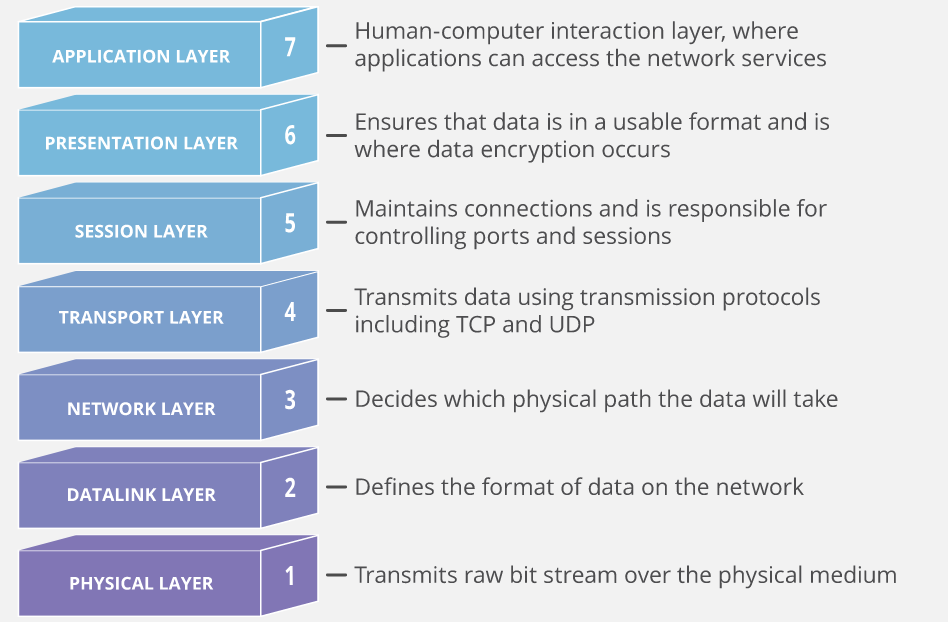 APPLICATION LAYER 7
Human-computer interaction layer, where
applications can access the network services
PRESENTATION LAYER 6
Ensures that data is in a usable format and is
where data encryption occurs
SESSION LAYER 5
Maintains connections and is responsible for
controlling ports and sessions
TRANSPORT LAYER 4
Transmits data using transmission protocols
including TCP and UDP
NETWORK LAYER 3
Decides which physical path the data will take
DATALINK LAYER 2
Defines the format of data on the network
PHYSICAL LAYER 1
Transmits raw bit stream over the physical medium